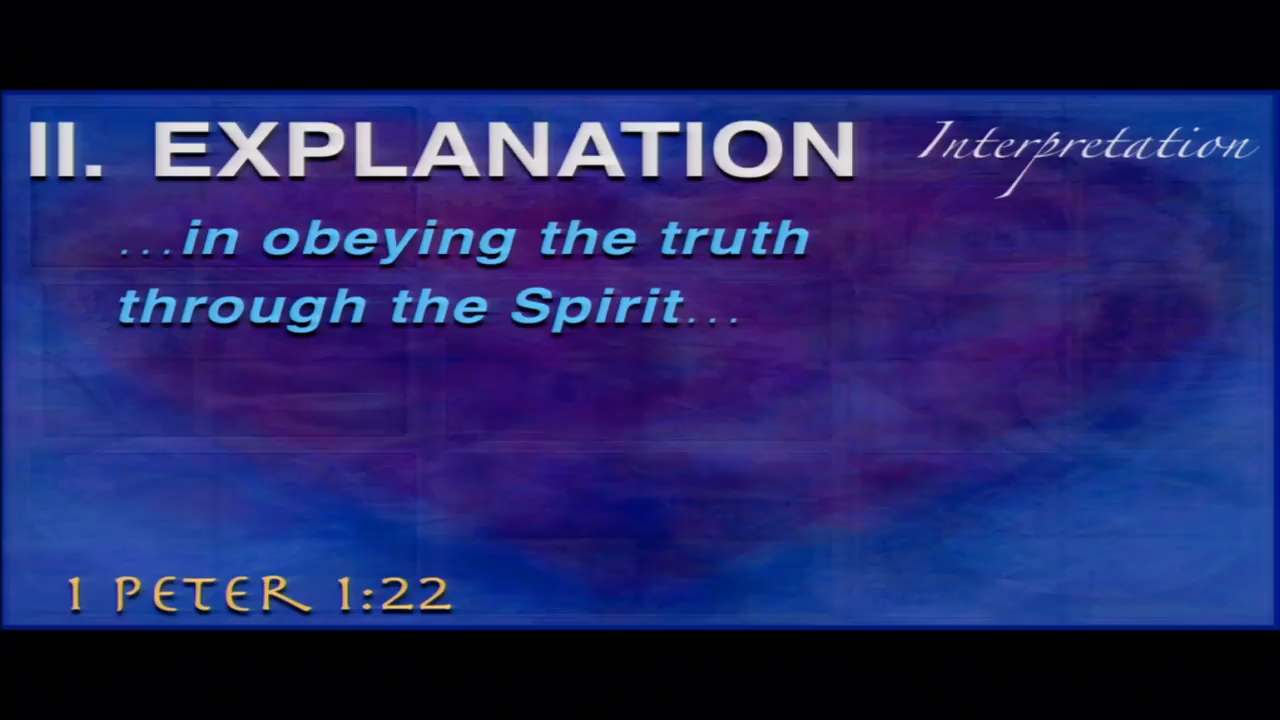 II. EXPLANATION Interpretation
...in obeying the truth
through the Spirit...
1 PETER 1:22